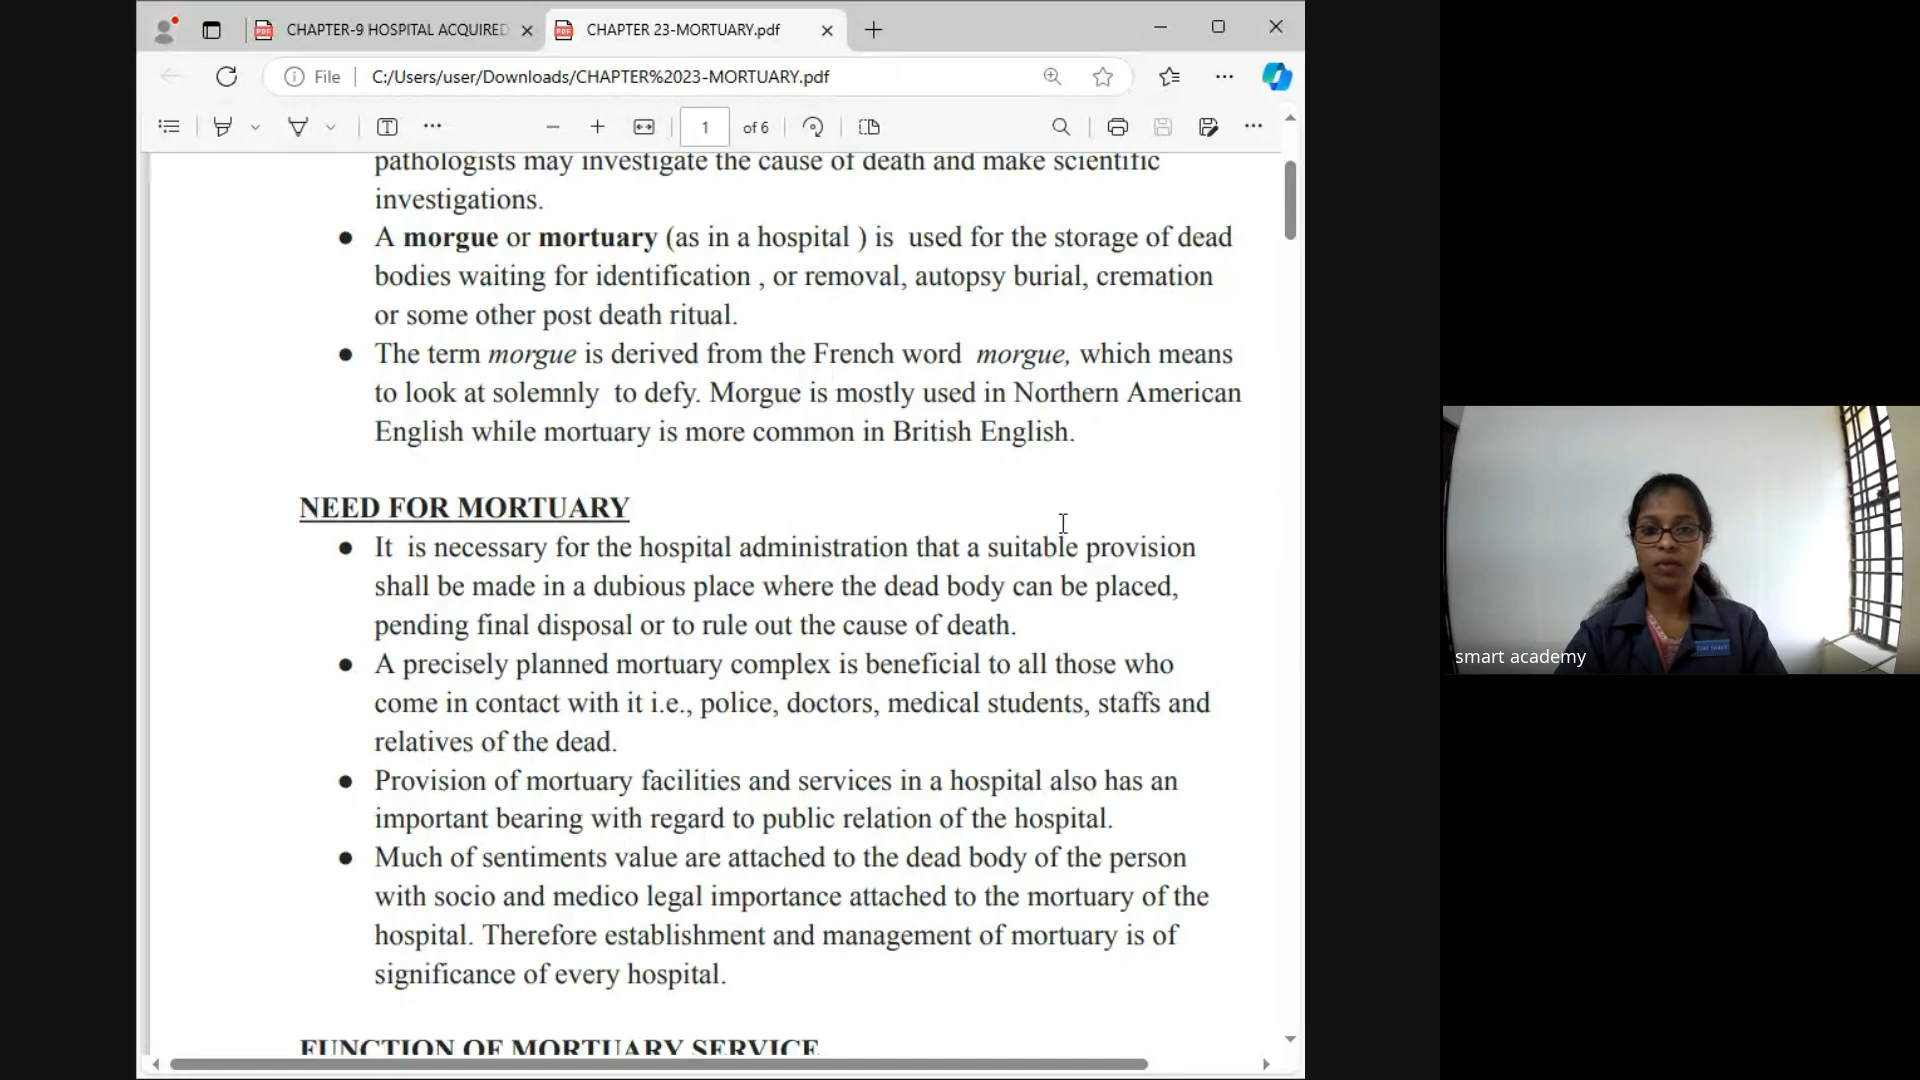 CHAPTER-9 HOSPITAL ACQUIRED
CHAPTER 23-MORTUARY.pdf
File
C:/Users/user/Downloads/CHAPTER%2023-MORTUARY.pdf
1 of 6
pathologists may investigate the cause of death and make scientific
investigations.
● A morgue or mortuary (as in a hospital ) is used for the storage of dead
bodies waiting for identification , or removal, autopsy burial, cremation
or some other post death ritual.
● The term morgue is derived from the French word morgue, which means
to look at solemnly to defy. Morgue is mostly used in Northern American
English while mortuary is more common in British English.
NEED FOR MORTUARY
● It is necessary for the hospital administration that a suitable provision
shall be made in a dubious place where the dead body can be placed,
pending final disposal or to rule out the cause of death.
● A precisely planned mortuary complex is beneficial to all those who
come in contact with it i.e., police, doctors, medical students, staffs and
relatives of the dead.
● Provision of mortuary facilities and services in a hospital also has an
important bearing with regard to public relation of the hospital.
● Much of sentiments value are attached to the dead body of the person
with socio and medico legal importance attached to the mortuary of the
hospital. Therefore establishment and management of mortuary is of
significance of every hospital.
FUNCTION OF MORTUARY SERVICE
smart academy